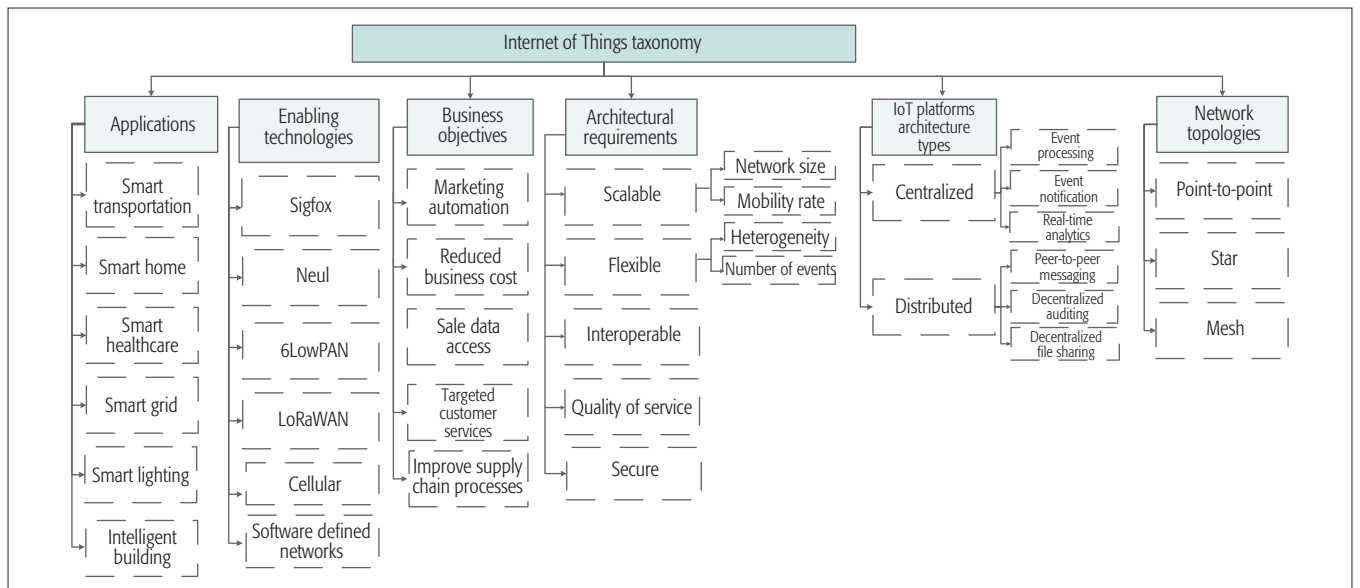 Internet of Things taxonomy
Applications
Smart
transportation
Smart home
Smart
healthcare
Smart grid
Smart lighting
Intelligent
building
Enabling
technologies
Sigfox
Neul
6LowPAN
LoRaWAN
Cellular
Software defined
networks
Business
objectives
Marketing
automation
Reduced
business cost
Sale data
access
Targeted
customer
services
Improve supply
chain processes
Architectural
requirements
Scalable
Network size
Mobility rate
Flexible
Heterogeneity
Number of events
Interoperable
Quality of service
Secure
IoT platforms
architecture
types
Centralized
Event
processing
Event
notification
Real-time
analytics
Distributed
Peer-to-peer
messaging
Decentralized
auditing
Decentralized
file sharing
Network
topologies
Point-to-point
Star
Mesh